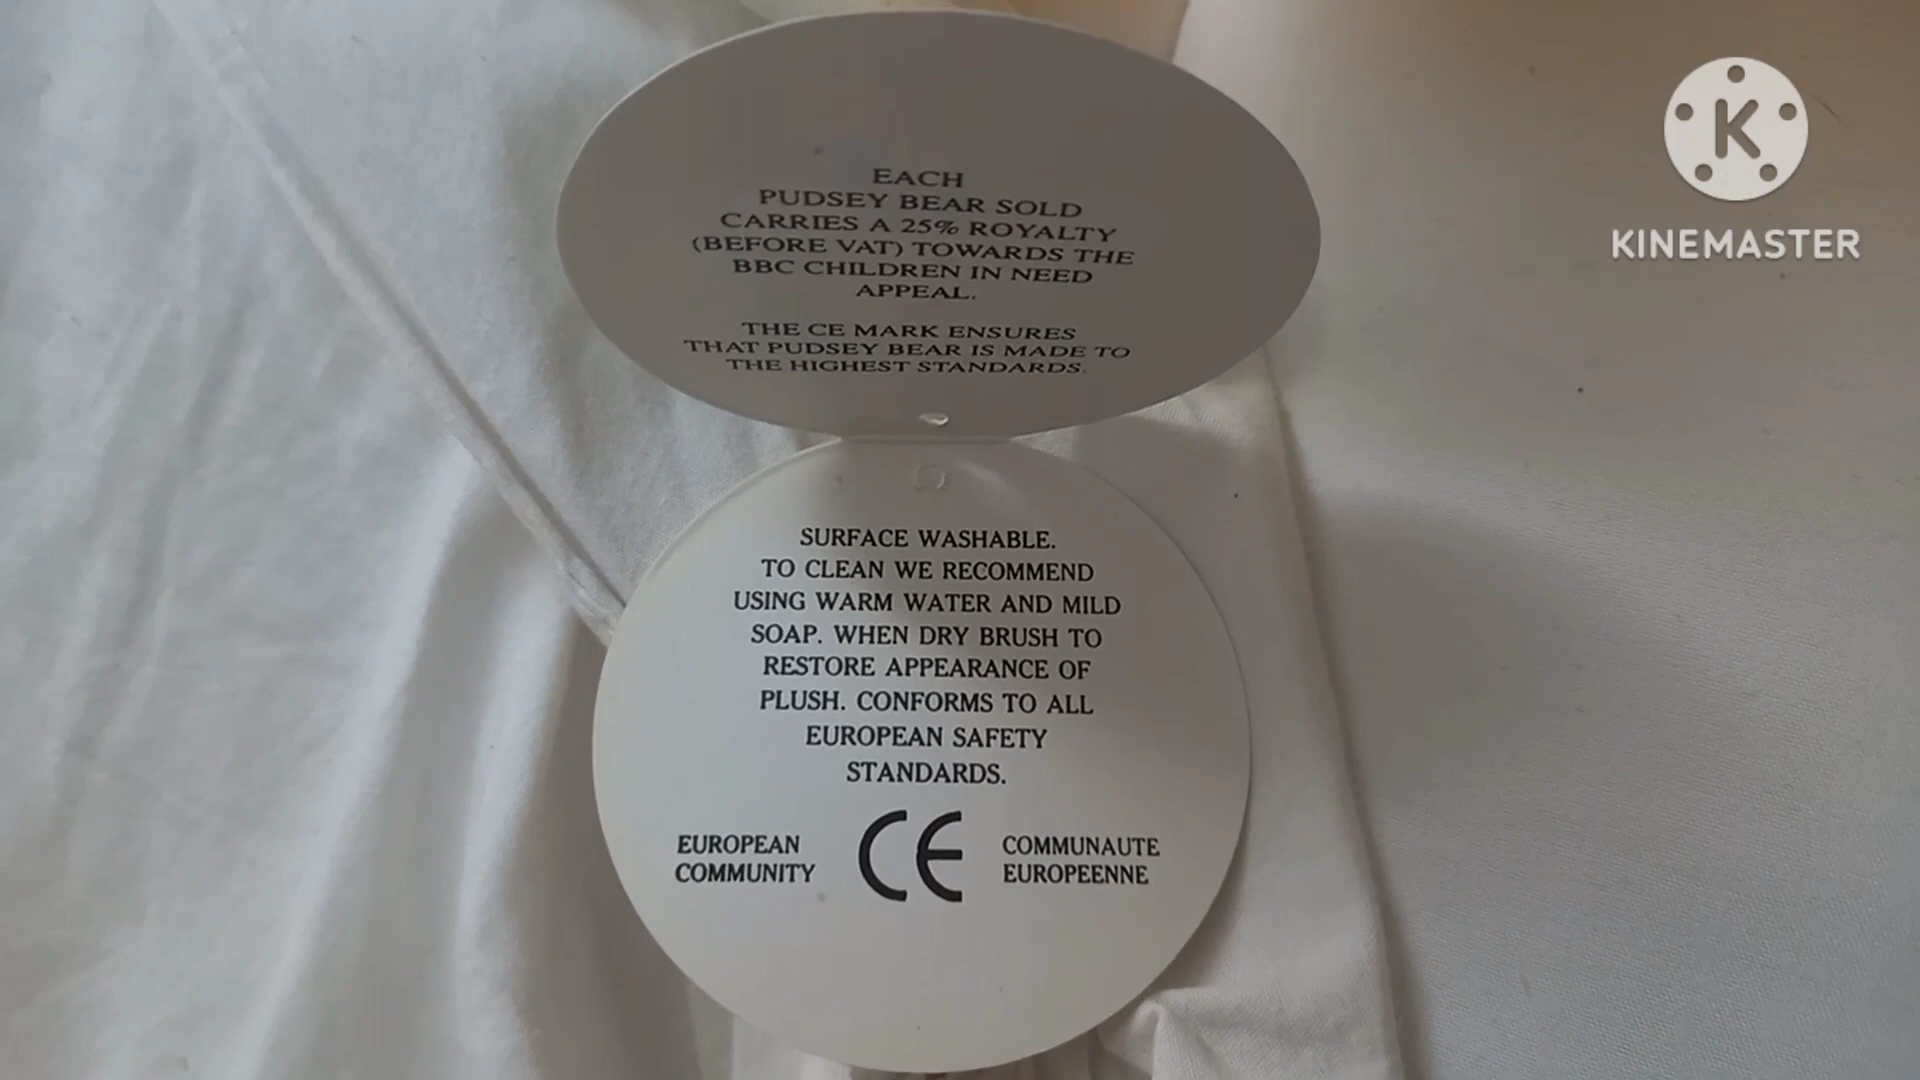 EACH
PUDSEY BEAR SOLD
CARRIES A 25% ROYALTY
(BEFORE VAT) TOWARDS THE
BBC CHILDREN IN NEED
APPEAL.
THE CE MARK ENSURES
THAT PUDSEY BEAR IS MADE TO
THE HIGHEST STANDARDS.
SURFACE WASHABLE.
TO CLEAN WE RECOMMEND
USING WARM WATER AND MILD
SOAP. WHEN DRY BRUSH TO
RESTORE APPEARANCE OF
PLUSH. CONFORMS TO ALL
EUROPEAN SAFETY
STANDARDS.
EUROPEAN
COMMUNITY
CE
COMMUNAUTE
EUROPEENNE
K
KINEMASTER